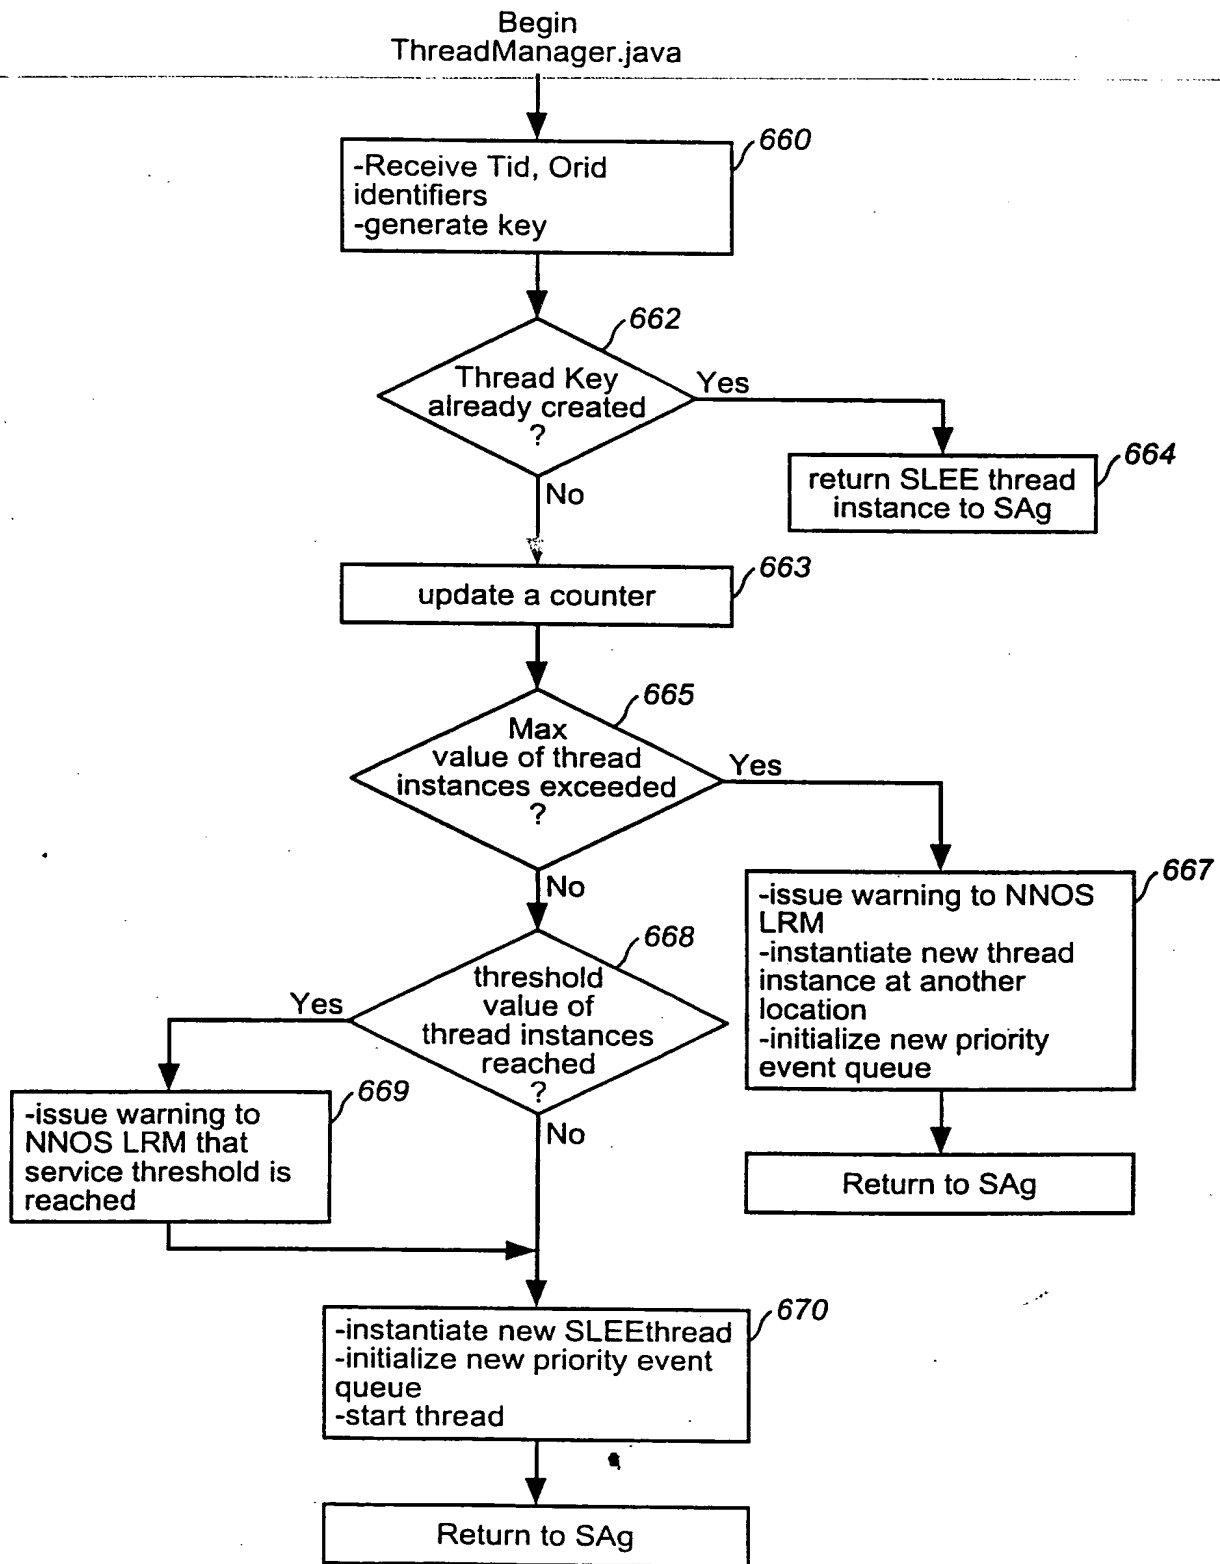 Begin
ThreadManager.java
660
-Receive Tid, Orid
identifiers
-generate key
662
Thread Key
already created
?
Yes
No
664
return SLEE thread
instance to SAg
663
update a counter
665
Max
value of thread
instances exceeded
?
Yes
No
667
-issue warning to NNOS
LRM
-instantiate new thread
instance at another
location
-initialize new priority
event queue
668
threshold
value of
thread instances
reached
?
Yes
No
669
-issue warning to
NNOS LRM that
service threshold is
reached
Return to SAg
670
-instantiate new SLEEthread
-initialize new priority event
queue
-start thread
Return to SAg